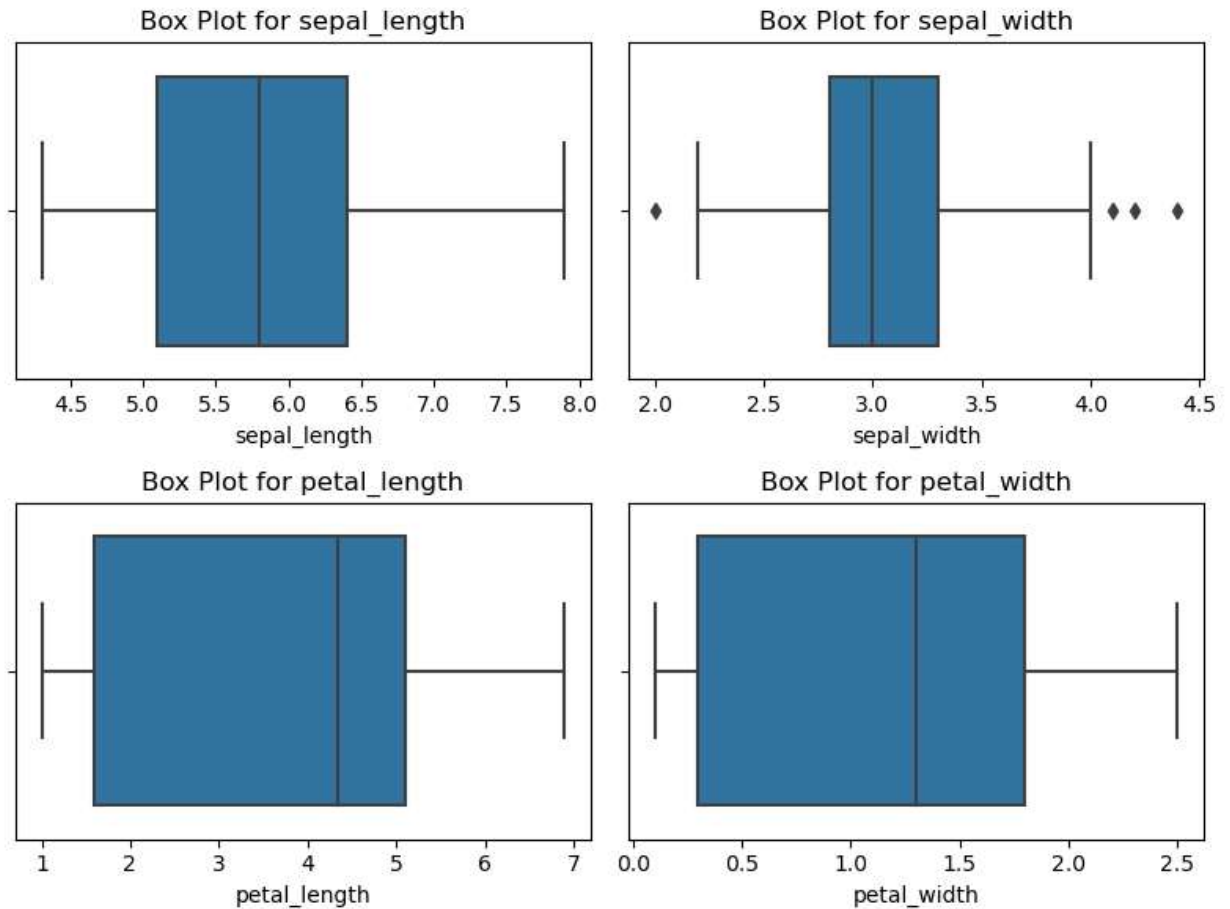 Box Plot for sepal_length
4.5 5.0 5.5 6.0 6.5 7.0 7.5 8.0
sepal_length
Box Plot for sepal_width
2.0 2.5 3.0 3.5 4.0 4.5
sepal_width
Box Plot for petal_length
1 2 3 4 5 6 7
petal_length
Box Plot for petal_width
0.0 0.5 1.0 1.5 2.0 2.5
petal_width